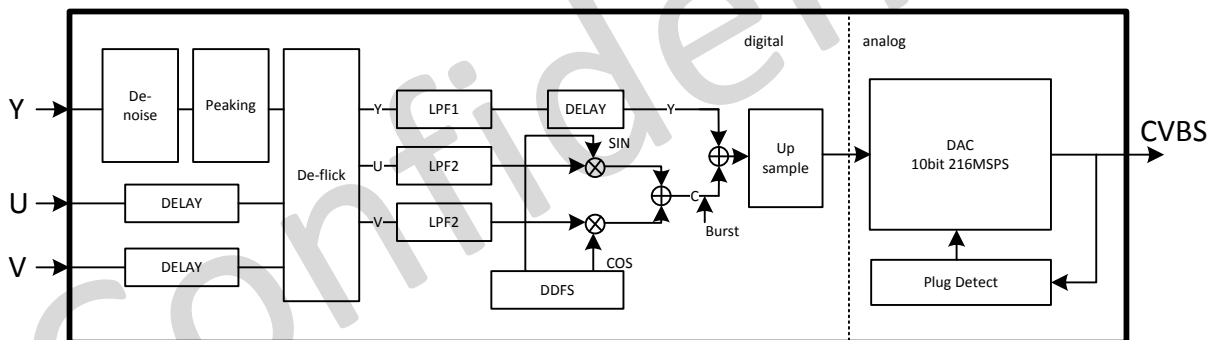 digital
analog
De-
noise
Peaking
De-flick
Y
LPF1
DELAY
Y
SIN
U
LPF2
V
LPF2
C
Burst
COS
DDFS
Up
sample
DAC
10bit 216MSPS
CVBS
Plug Detect
Y
U
DELAY
V
DELAY
Confiden